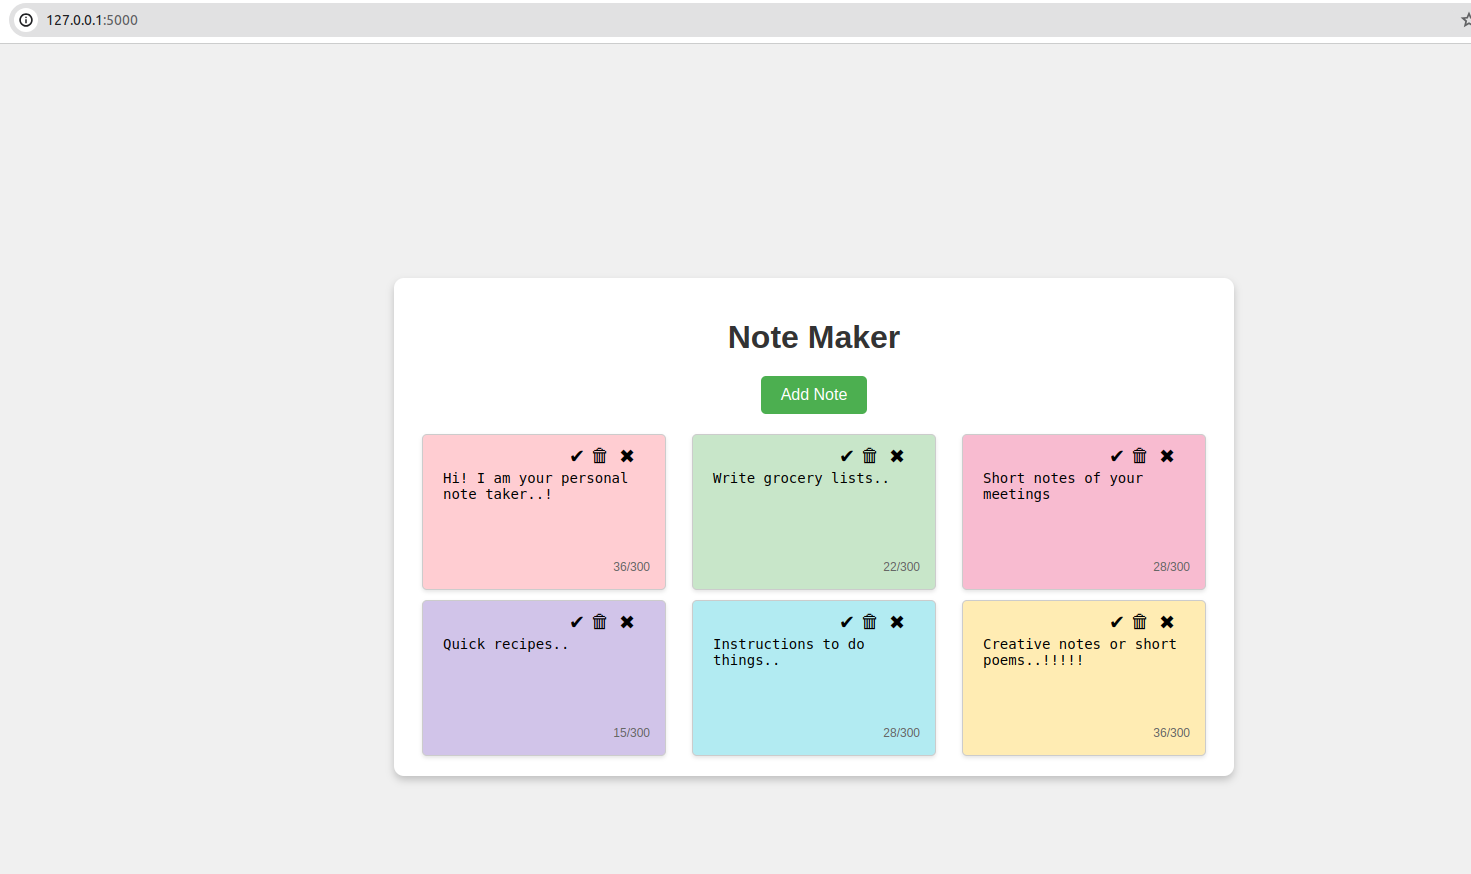 127.0.0.1:5000
Note Maker
Add Note
✔ 🗑 ✖
Hi! I am your personal
note taker..!
36/300
✔ 🗑 ✖
Write grocery lists..
22/300
✔ 🗑 ✖
Short notes of your
meetings
28/300
✔ 🗑 ✖
Quick recipes..
15/300
✔ 🗑 ✖
Instructions to do
things..
28/300
✔ 🗑 ✖
Creative notes or short
poems..!!!!!
36/300